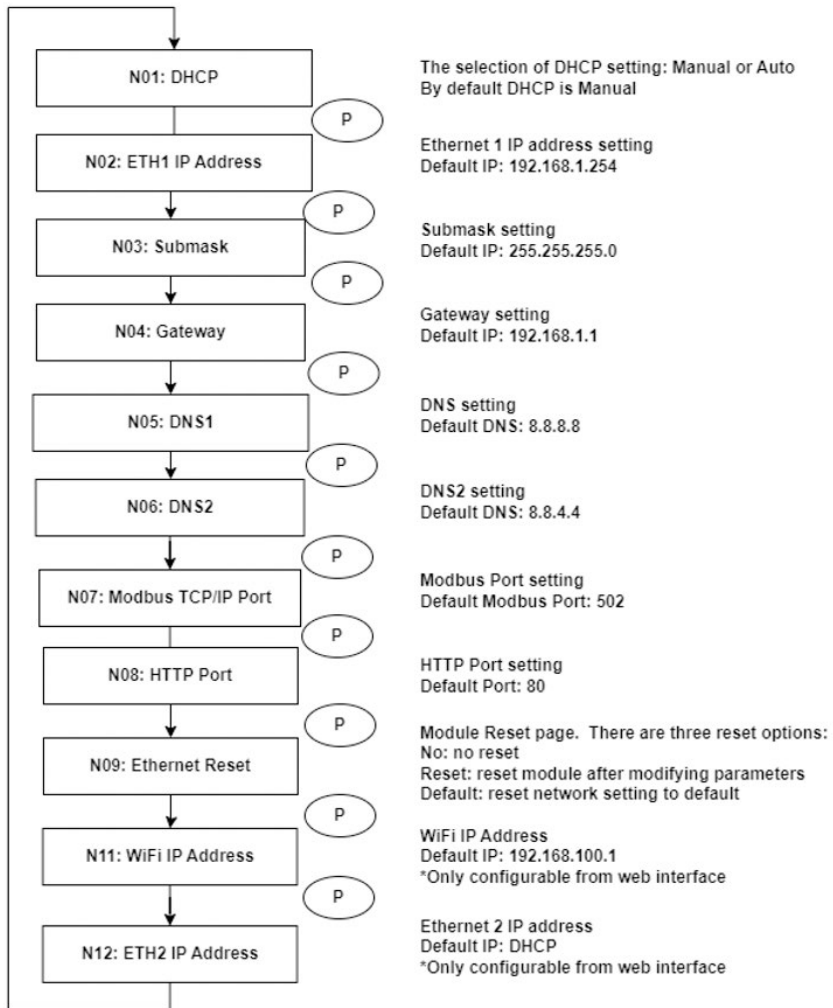 N01: DHCP
The selection of DHCP setting: Manual or Auto
By default DHCP is Manual
P
N02: ETH1 IP Address
Ethernet 1 IP address setting
Default IP: 192.168.1.254
P
N03: Submask
Submask setting
Default IP: 255.255.255.0
P
N04: Gateway
Gateway setting
Default IP: 192.168.1.1
P
N05: DNS1
DNS setting
Default DNS: 8.8.8.8
P
N06: DNS2
DNS2 setting
Default DNS: 8.8.4.4
P
N07: Modbus TCP/IP Port
Modbus Port setting
Default Modbus Port: 502
P
N08: HTTP Port
HTTP Port setting
Default Port: 80
P
N09: Ethernet Reset
Module Reset page. There are three reset options:
No: no reset
Reset: reset module after modifying parameters
Default: reset network setting to default
P
N11: WiFi IP Address
WiFi IP Address
Default IP: 192.168.100.1
*Only configurable from web interface
P
N12: ETH2 IP Address
Ethernet 2 IP address
Default IP: DHCP
*Only configurable from web interface